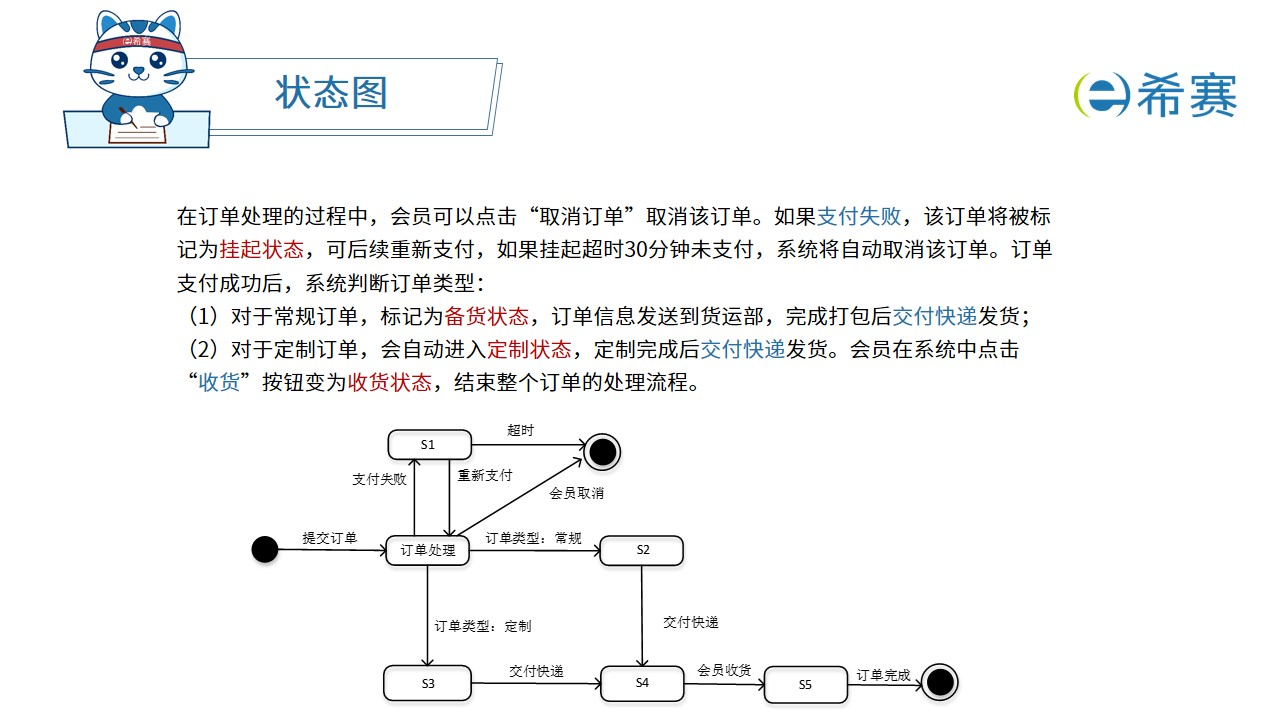 希赛
状态图
希赛
在订单处理的过程中，会员可以点击“取消订单”取消该订单。如果支付失败，该订单将被标
记为挂起状态，可后续重新支付，如果挂起超时30分钟未支付，系统将自动取消该订单。订单
支付成功后，系统判断订单类型：
（1）对于常规订单，标记为备货状态，订单信息发送到货运部，完成打包后交付快递发货；
（2）对于定制订单，会自动进入定制状态，定制完成后交付快递发货。会员在系统中点击
“收货”按钮变为收货状态，结束整个订单的处理流程。
S1
超时
支付失败
重新支付
会员取消
提交订单
订单处理
订单类型：常规
S2
订单类型：定制
交付快递
S3
交付快递
S4
会员收货
S5
订单完成